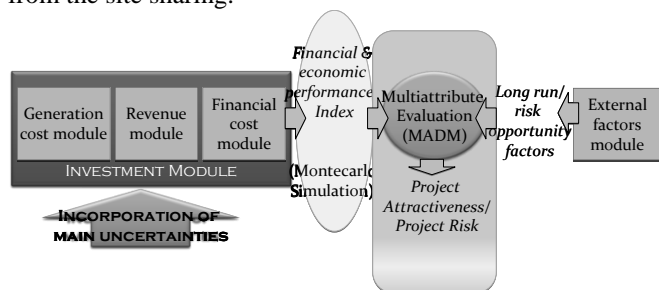 from the site sharing.
Generation
cost module
Revenue
module
Financial
cost module
INVESTMENT MODULE
INCORPORATION OF
MAIN UNCERTAINTIES
Financial &
economic
performance
Index
(Montecarlo
Simulation)
Multiattribute
Evaluation
(MADM)
Project
Attractiveness/
Project Risk
Long run/
risk
opportunity
factors
External
factors
module